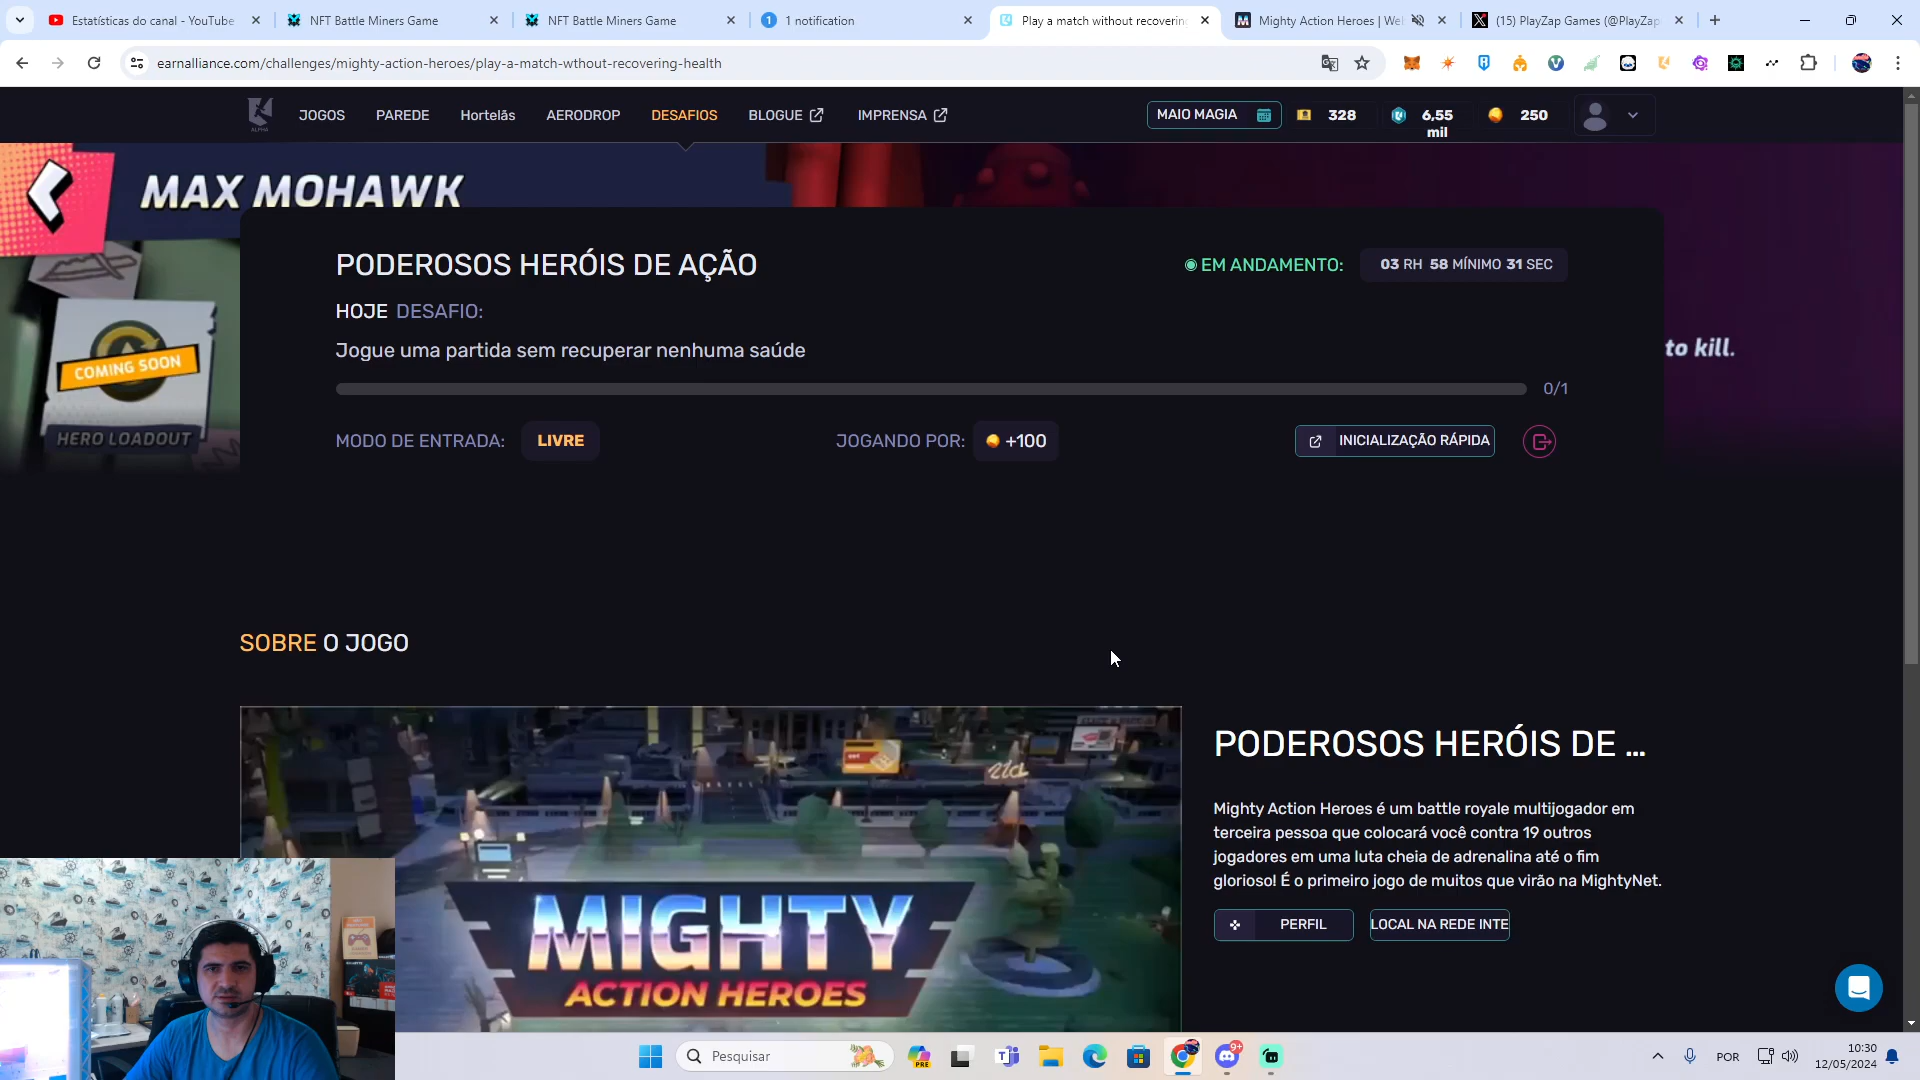 Estatísticas do canal - YouTube
NFT Battle Miners Game
NFT Battle Miners Game
1 notification
Play a match without recoverin
Mighty Action Heroes | Wel
(15) PlayZap Games (@PlayZap
earnalliance.com/challenges/mighty-action-heroes/play-a-match-wthout-recovering-health
ALPHA
JOGOS
PAREDE
Hortelãs
AERODROP
DESAFIOS
BLOGUE
IMPRENSA
MAIO MAGIA
328
6,55
mil
250
MAX MOHAWK
PODEROSOS HERÓIS DE AÇÃO
EM ANDAMENTO:
03 RH 58 MÍNIMO 31 SEC
HOJE DESAFIO:
Jogue uma partida sem recuperar nenhuma saúde
to kill.
COMING SOON
0/1
HERO LOADOUT
MODO DE ENTRADA:
LIVRE
JOGANDO POR:
+100
INICIALIZAÇÃO RÁPIDA
SOBRE O JOGO
PODEROSOS HERÓIS DE ...
Mighty Action Heroes é um battle royale multijogador em
terceira pessoa que colocará você contra 19 outros
jogadores em uma luta cheia de adrenalina até o fim
glorioso! É o primeiro jogo de muitos que virão na MightyNet.
PERFIL
LOCAL NA REDE INTE
MIGHTY
ACTION HEROES
Pesquisar
PRE
9+
POR
10:30
12/05/2024